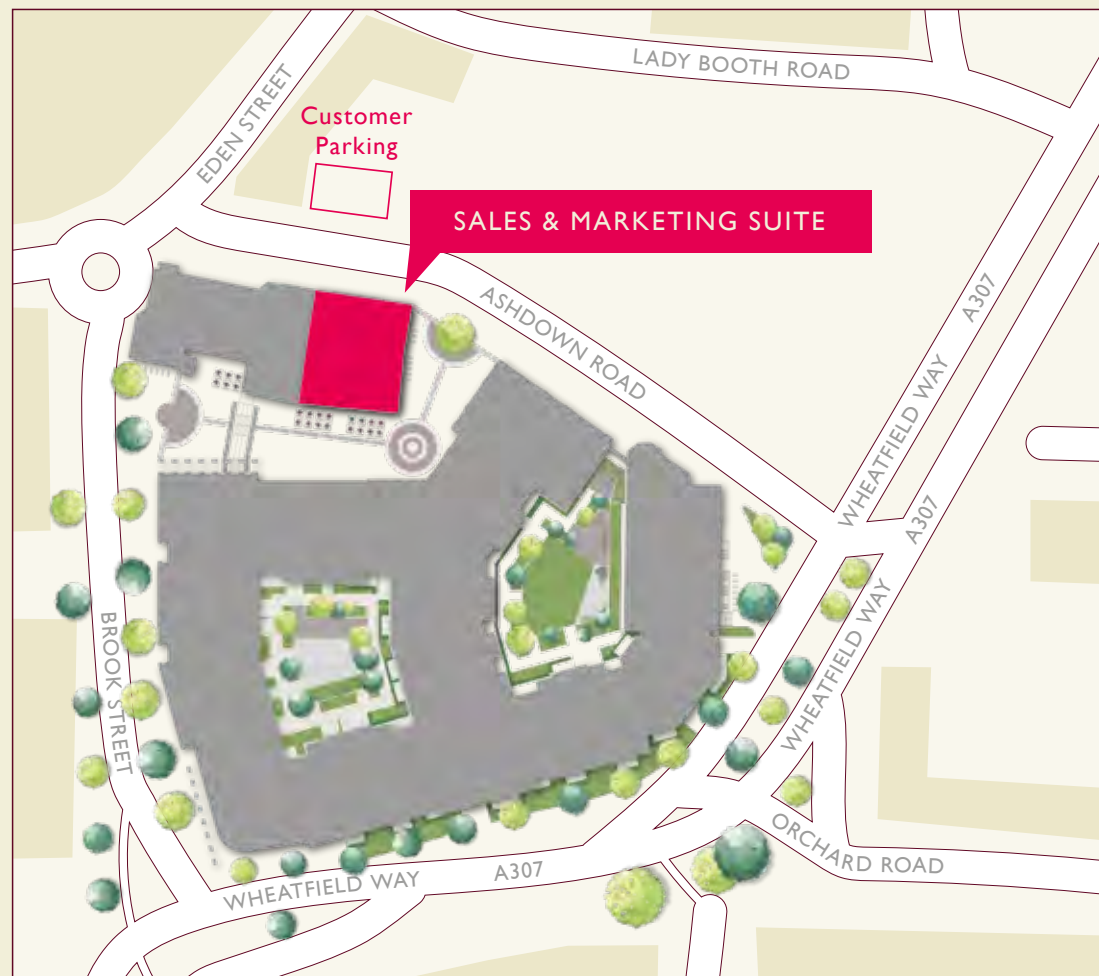 LADY BOOTH ROAD
EDEN STREET
Customer
Parking
SALES & MARKETING SUITE
ASHDOWN ROAD
A307
WHEATFIELD WAY
A307
WHEATFIELD WAY
BROOK STREET
ORCHARD ROAD
WHEATFIELD WAY
A307